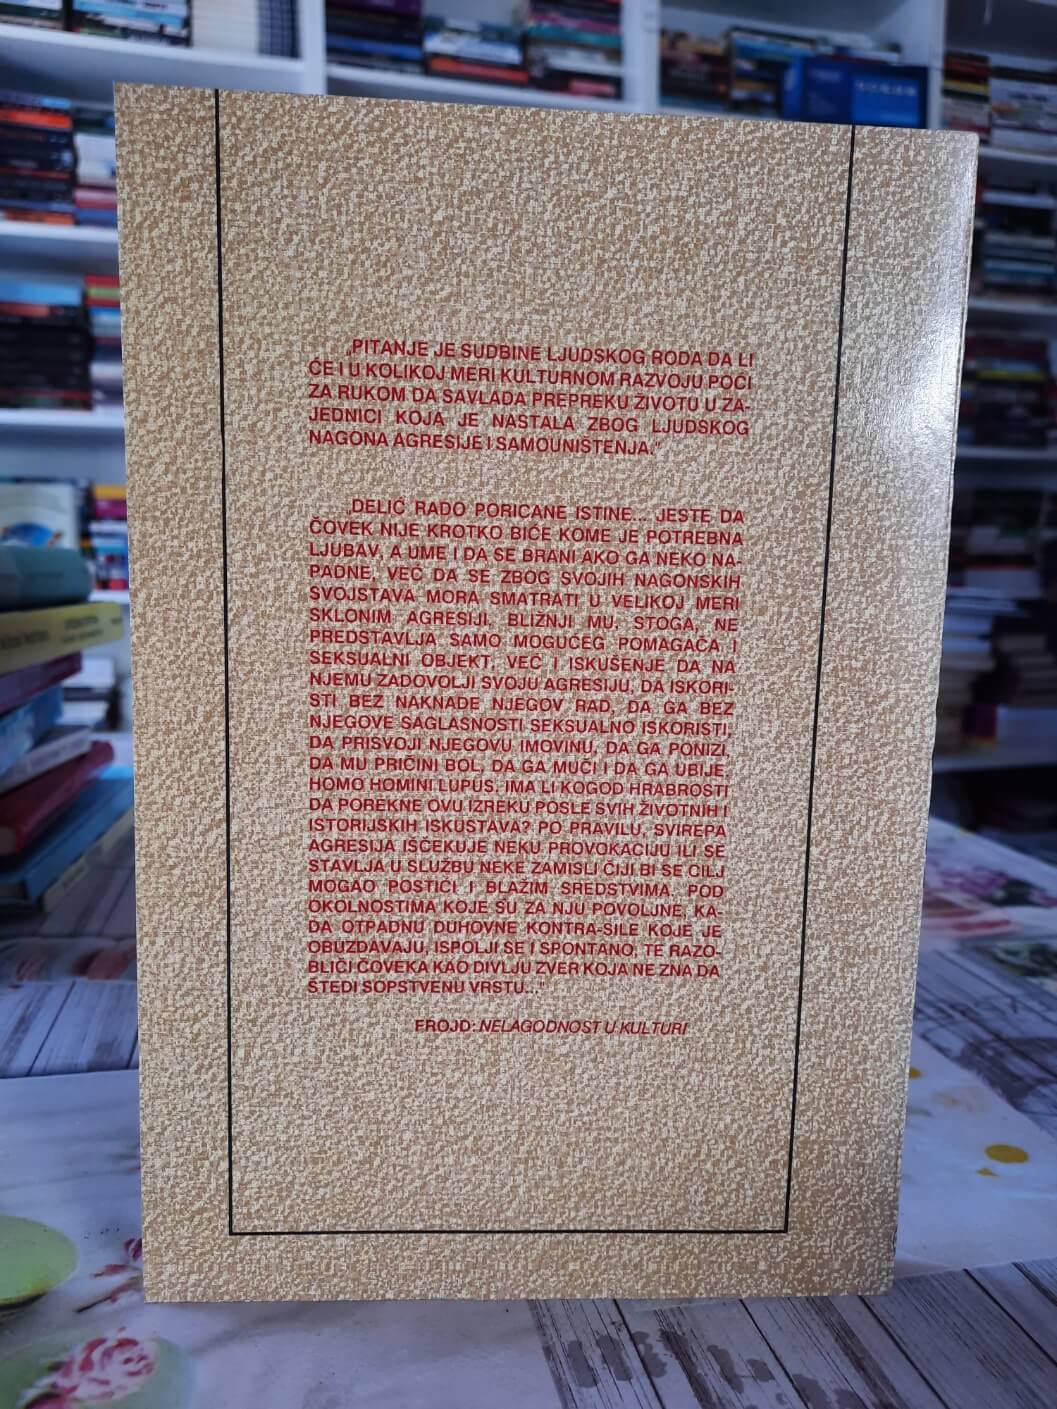 „PITANJE JE SUDBINE LJUDSKOG RODA DA LI
ĆE I U KOLIKOJ MERI KULTURNOM RAZVOJU POĆI
ZA RUKOM DA SAVLADA PREPREKU ŽIVOTU U ZA-
JEDNICI KOJA JE NASTALA ZBOG LJUDSKOG
NAGONA AGRESIJE I SAMOUNIŠTENJA."
„DELIĆ RADO PORICANE ISTINE... JESTE DA
ČOVEK NIJE KROTKO BIĆE KOME JE POTREBNA
LJUBAV, A UME I DA SE BRANI AKO GA NEKO NA-
PADNE, VEĆ DA SE ZBOG SVOJIH NAGONSKIH
SVOJSTAVA MORA SMATRATI U VELIKOJ MERI
SKLONIM AGRESIJI. BLIŽNJI MU, STOGA, NE
PREDSTAVLJA SAMO MOGUĆEG POMAGAČA I
SEKSUALNI OBJEKT, VEĆ I ISKUŠENJE DA NA
NJEMU ZADOVOLJI SVOJU AGRESIJU, DA ISKORI-
STI BEZ NAKNADE NJEGOV RAD, DA GA BEZ
NJEGOVE SAGLASNOSTI SEKSUALNO ISKORISTI,
DA PRISVOJI NJEGOVU IMOVINU, DA GA PONIZI,
DA MU PRIČINI BOL, DA GA MUČI I DA GA UBIJE.
HOMO HOMINI LUPUS. IMA LI KOGOD HRABROSTI
DA POREKNE OVU IZREKU POSLE SVIH ŽIVOTNIH I
ISTORIJSKIH ISKUSTAVA? PO PRAVILU, SVIREPA
AGRESIJA IŠČEKUJE NEKU PROVOKACIJU ILI SE
STAVLJA U SLUŽBU NEKE ZAMISLI ČIJI BI SE CILJ
MOGAO POSTIĆI I BLAŽIM SREDSTVIMA. POD
OKOLNOSTIMA KOJE SU ZA NJU POVOLJNE, KA-
DA OTPADNU DUHOVNE KONTRA-SILE KOJE JE
OBUZDAVAJU, ISPOLJI SE I SPONTANO, TE RAZO-
BLIČI ČOVEKA KAO DIVLJU ZVER KOJA NE ZNA DA
ŠTEDI SOPSTVENU VRSTU..."
FROJD: NELAGODNOST U KULTURI